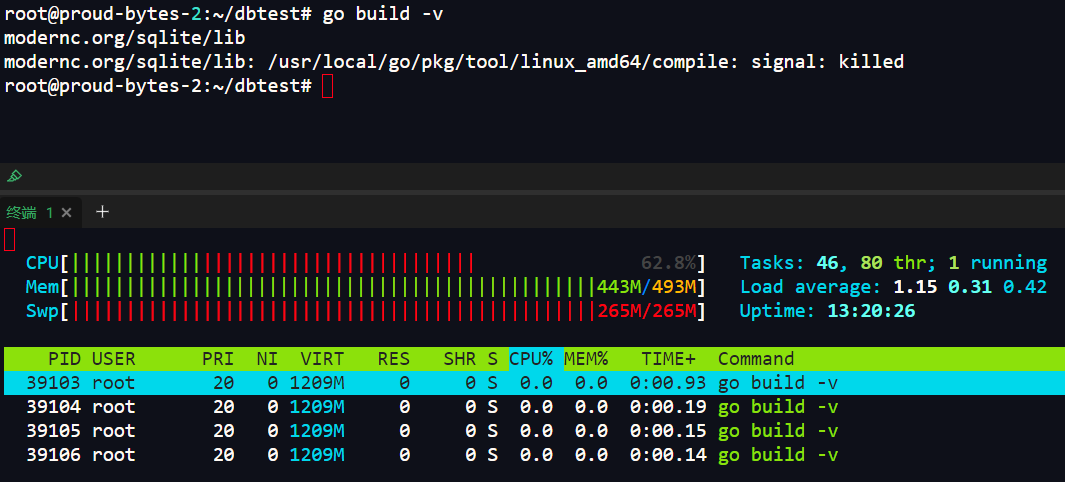 root@proud-bytes-2:~/dbtest# go build -v
modernc.org/sqlite/lib
modernc.org/sqlite/lib: /usr/local/go/pkg/tool/linux_amd64/compile: signal: killed
root@proud-bytes-2:~/dbtest#
终端 1 × +
CPU[||||||||||||||||||||||||||||||||||||| 62.8%] Tasks: 46, 80 thr; 1 running
Mem[||||||||||||||||||||||||||||||||||||||||||||||||443M/493M] Load average: 1.15 0.31 0.42
Swp[||||||||||||||||||||||||||||||||||||||||||||||||265M/265M] Uptime: 13:20:26
PID USER PRI NI VIRT RES SHR S CPU% MEM% TIME+ Command
39103 root 20 0 1209M 0 0 S 0.0 0.0 0:00.93 go build -v
39104 root 20 0 1209M 0 0 S 0.0 0.0 0:00.19 go build -v
39105 root 20 0 1209M 0 0 S 0.0 0.0 0:00.15 go build -v
39106 root 20 0 1209M 0 0 S 0.0 0.0 0:00.14 go build -v